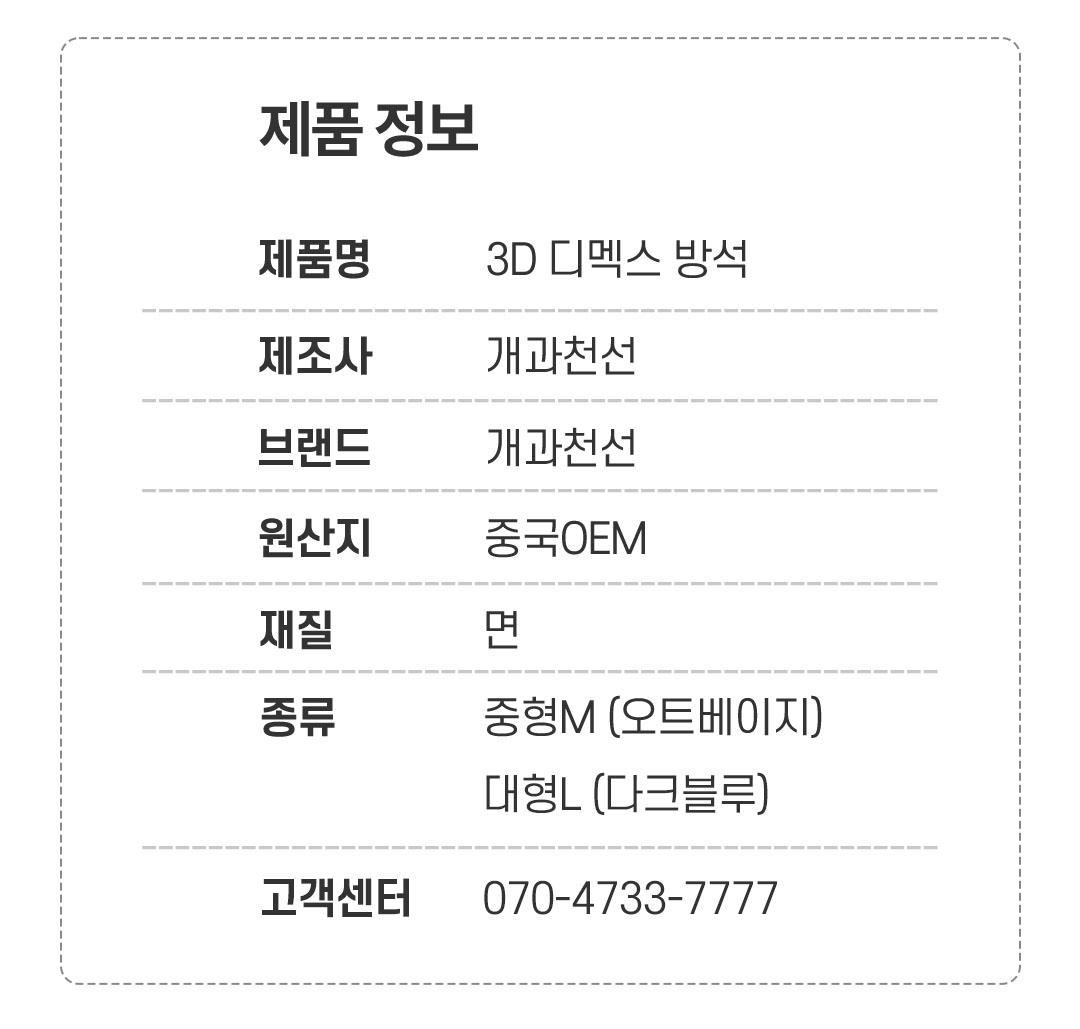 제품 정보
제품명 3D 디멕스 방석
제조사 개과천선
브랜드 개과천선
원산지 중국OEM
재질 면
종류 중형M (오트베이지)
대형L (다크블루)
고객센터 070-4733-7777